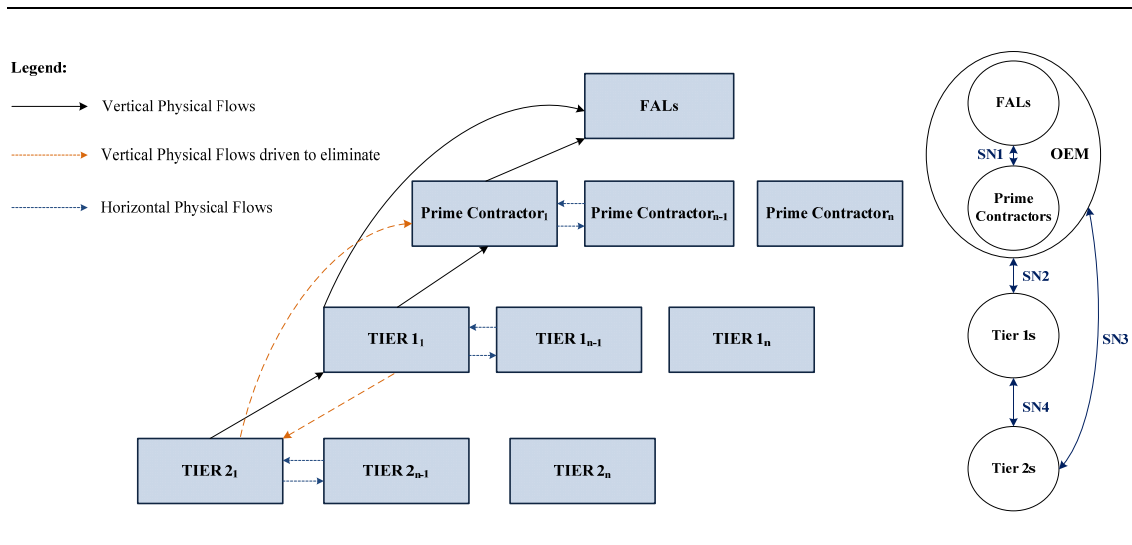 Legend:
Vertical Physical Flows
Vertical Physical Flows driven to eliminate
Horizontal Physical Flows
FALs
Prime Contractor1
Prime Contractorn-1
Prime Contractorn
TIER 11
TIER 1n-1
TIER 1n
TIER 21
TIER 2n-1
TIER 2n
FALs
SN1
OEM
Prime
Contractors
SN2
Tier 1s
SN3
SN4
Tier 2s